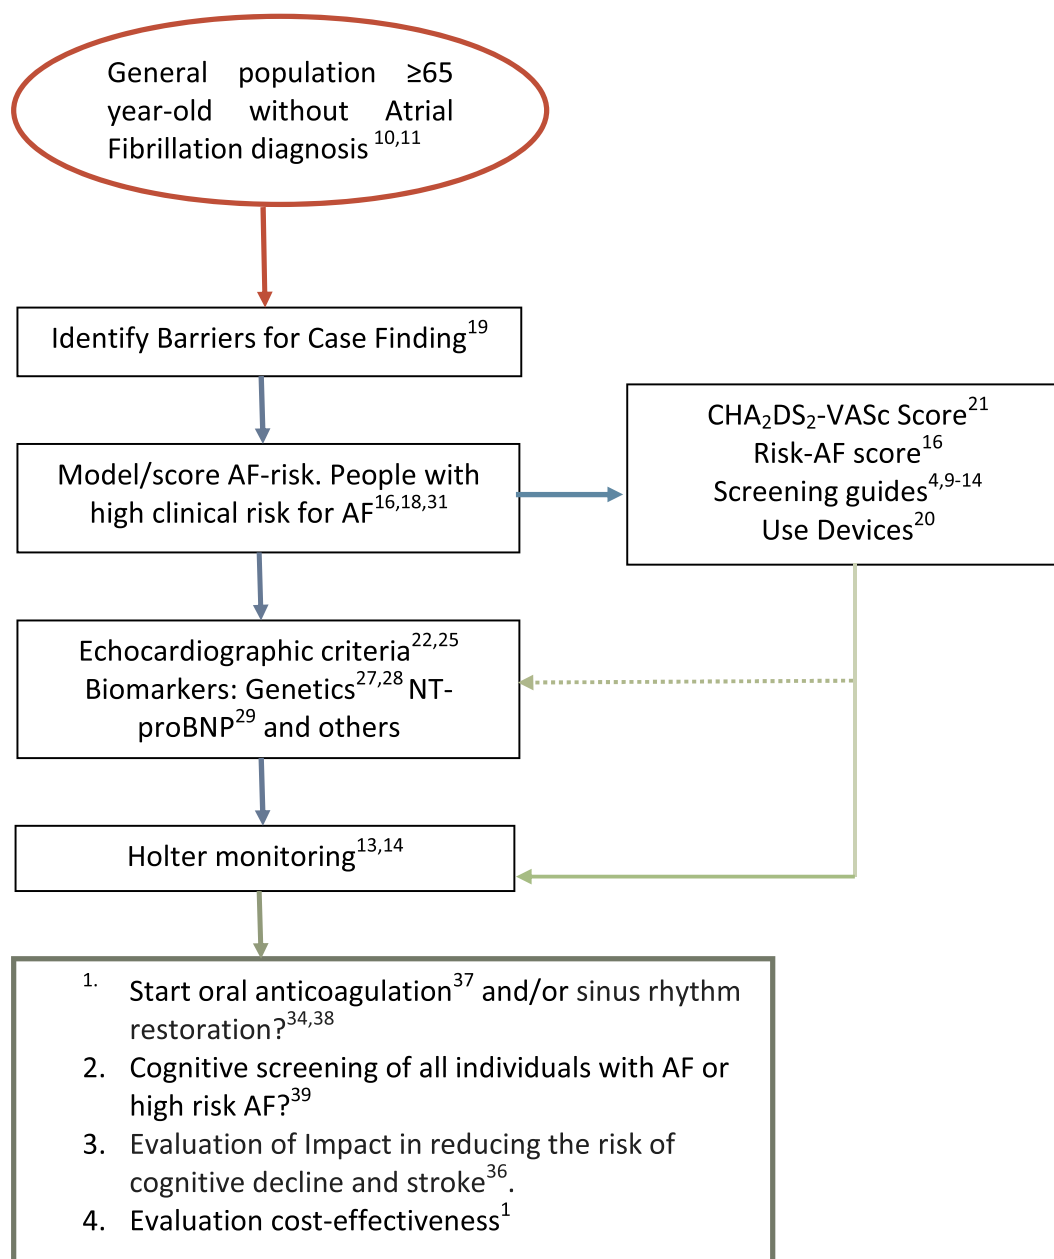 General population ≥65
year-old without Atrial
Fibrillation diagnosis 10,11
Identify Barriers for Case Finding19
Model/score AF-risk. People with
high clinical risk for AF16,18,31
CHA2DS2-VASc Score21
Risk-AF score16
Screening guides4,9-14
Use Devices20
Echocardiographic criteria22,25
Biomarkers: Genetics27,28 NT-
proBNP29 and others
Holter monitoring13,14
1. Start oral anticoagulation37 and/or sinus rhythm
restoration?34,38
2. Cognitive screening of all individuals with AF or
high risk AF?39
3. Evaluation of Impact in reducing the risk of
cognitive decline and stroke36.
4. Evaluation cost-effectiveness1